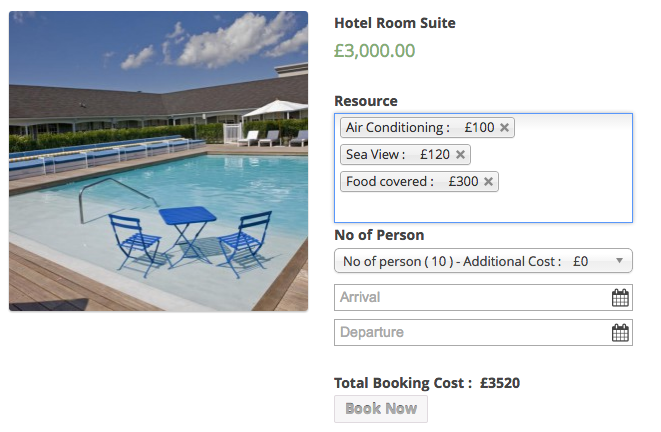 Hotel Room Suite
£3,000.00
Resource
Air Conditioning : £100 ×
Sea View : £120 ×
Food covered : £300 ×
No of Person
No of person ( 10 ) - Additional Cost : £0
Arrival
Departure
Total Booking Cost : £3520
Book Now